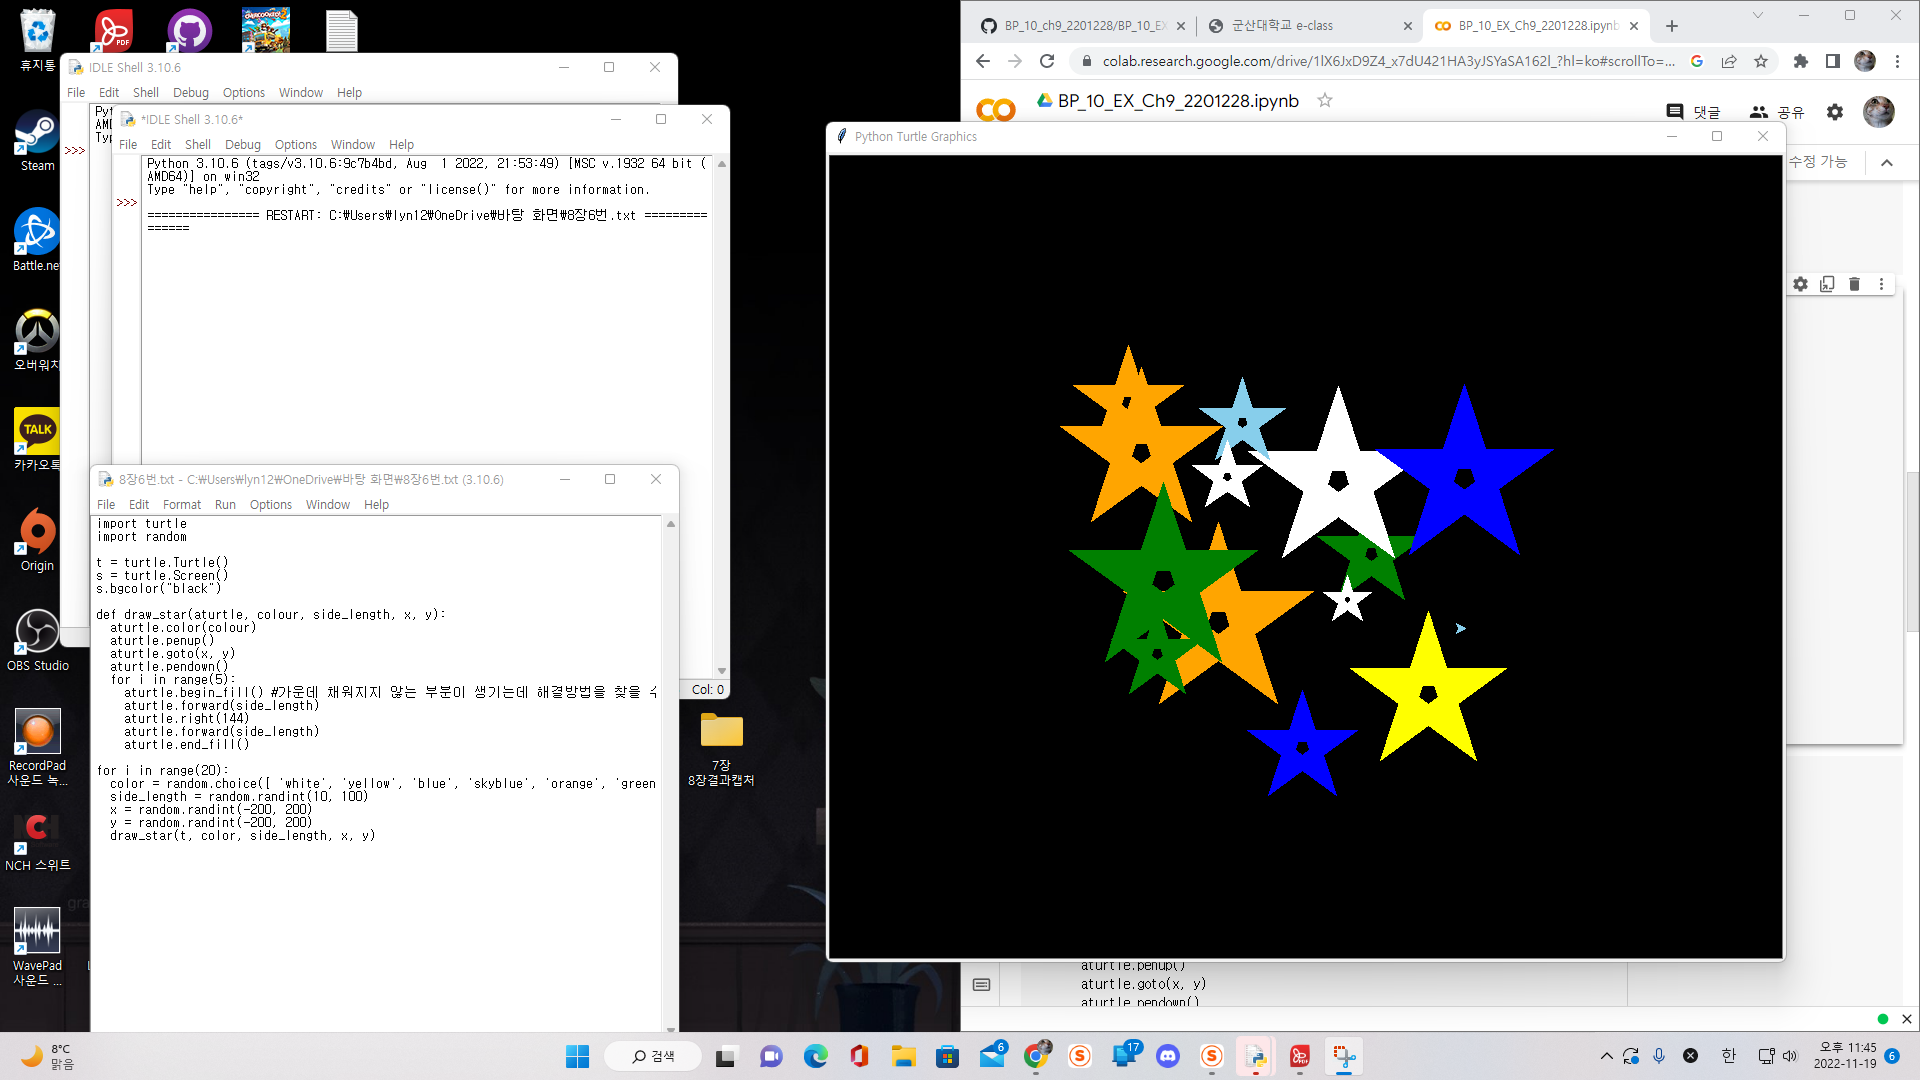 휴지통
Steam
Battle.net
오버워치
TALK
카카오톡
Origin
OBS Studio
RecordPad
사운드 녹...
NCH 스위트
WavePad
사운드 ...
IDLE Shell 3.10.6
File Edit Shell Debug Options Window Help
>>>
*IDLE Shell 3.10.6*
File Edit Shell Debug Options Window Help
Python 3.10.6 (tags/v3.10.6:9c7b4bd, Aug  1 2022, 21:53:49) [MSC v.1932 64 bit (
AMD64)] on win32
Type "help", "copyright", "credits" or "license()" for more information.
>>>
================ RESTART: C:₩Users₩lyn12₩OneDrive₩바탕 화면₩8장6번.txt =========
======
Col: 0
8장6번.txt - C:₩Users₩lyn12₩OneDrive₩바탕 화면₩8장6번.txt (3.10.6)
File Edit Format Run Options Window Help
import turtle
import random
t = turtle.Turtle()
s = turtle.Screen()
s.bgcolor("black")
def draw_star(aturtle, colour, side_length, x, y):
  aturtle.color(colour)
  aturtle.penup()
  aturtle.goto(x, y)
  aturtle.pendown()
  for i in range(5):
    aturtle.begin_fill() #가운데 채워지지 않는 부분이 생기는데 해결방법을 찾을
    aturtle.forward(side_length)
    aturtle.right(144)
    aturtle.forward(side_length)
    aturtle.end_fill()
for i in range(20):
  color = random.choice([ 'white', 'yellow', 'blue', 'skyblue', 'orange', 'green
  side_length = random.randint(10, 100)
  x = random.randint(-200, 200)
  y = random.randint(-200, 200)
  draw_star(t, color, side_length, x, y)
7장
8장결과캡처
BP_10_ch9_2201228/BP_10_EX
군산대학교 e-class
BP_10_EX_Ch9_2201228.ipynb
colab.research.google.com/drive/1lX6JxD9Z4_x7dU421HA3yJSYaSA162l_?hl=ko#scrollTo=...
BP_10_EX_Ch9_2201228.ipynb
댓글
공유
수정 가능
Python Turtle Graphics
aturtle.penup()
aturtle.goto(x, y)
aturtle.pendown()
8°C
맑음
검색
6
17
한
오후 11:45
2022-11-19
6